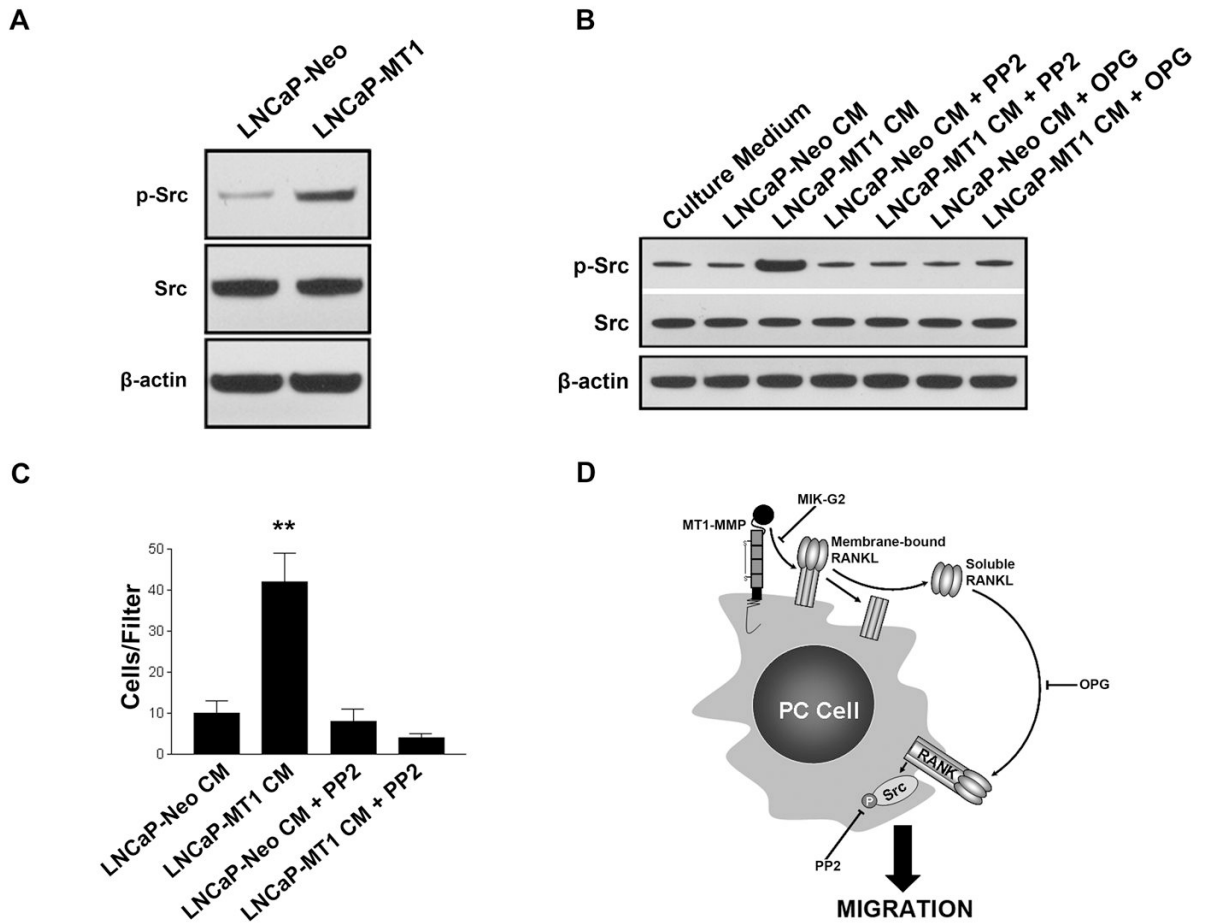 A
LNCaP-Neo
LNCaP-MT1
p-Src
Src
β-actin
B
Culture Medium
LNCaP-Neo CM
LNCaP-MT1 CM
LNCaP-Neo CM + PP2
LNCaP-MT1 CM + PP2
LNCaP-Neo CM + OPG
LNCaP-MT1 CM + OPG
p-Src
Src
β-actin
C
**
Cells/Filter
50
40
30
20
10
0
LNCaP-Neo CM
LNCaP-MT1 CM
LNCaP-Neo CM + PP2
LNCaP-MT1 CM + PP2
D
MIK-G2
MT1-MMP
Membrane-bound
RANKL
Soluble
RANKL
OPG
PC Cell
RANK
Src
P
PP2
MIGRATION